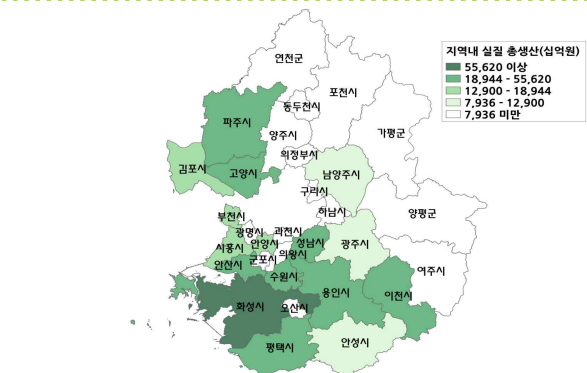 지역내 실질 총생산(십억원)
55,620 이상
18,944 - 55,620
12,900 - 18,944
7,936 - 12,900
7,936 미만
연천군
포천시
동두천시
파주시
양주시
가평군
의정부시
김포시
고양시
남양주시
구리시
하남시
양평군
부천시
광명시
과천시
시흥시
안양시
성남시
광주시
군포시
의왕시
안산시
수원시
여주시
용인시
이천시
화성시
오산시
평택시
안성시